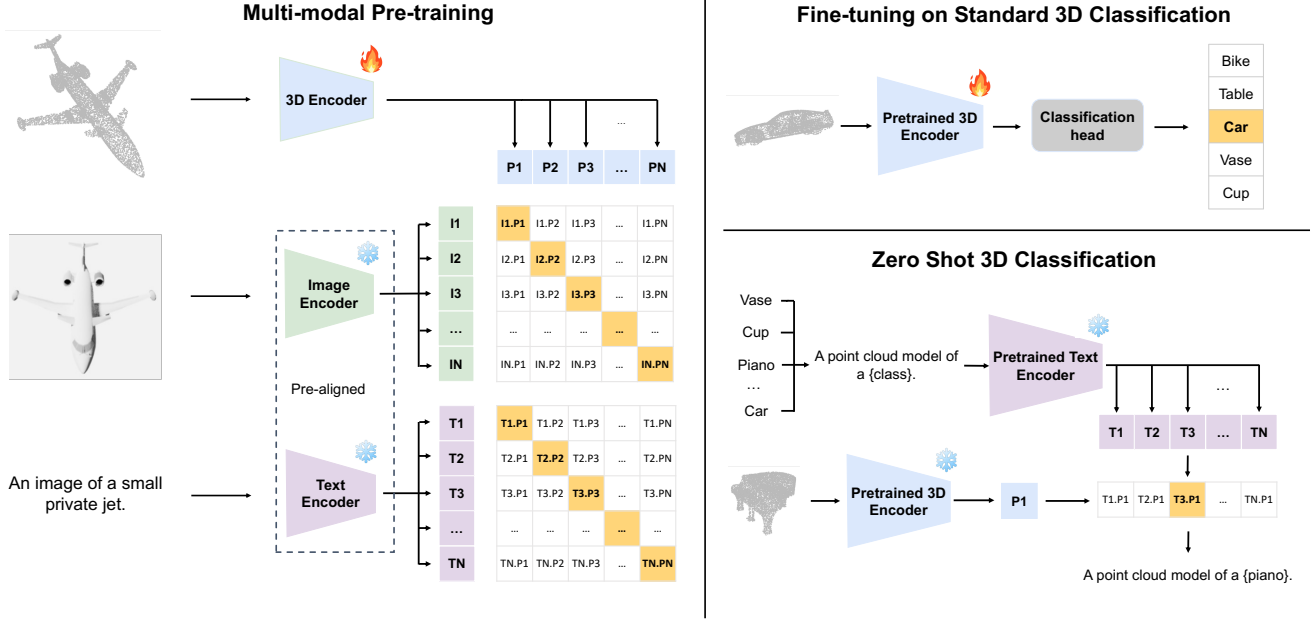 Multi-modal Pre-training
3D Encoder
...
P1 P2 P3 ... PN
Image
Encoder
Pre-aligned
I1
I2
I3
...
IN
I1.P1 I1.P2 I1.P3 ... I1.PN
I2.P1 I2.P2 I2.P3 ... I2.PN
I3.P1 I3.P2 I3.P3 ... I3.PN
... ... ... ... ...
IN.P1 IN.P2 IN.P3 ... IN.PN
An image of a small
private jet.
Text
Encoder
T1
T2
T3
...
TN
T1.P1 T1.P2 T1.P3 ... T1.PN
T2.P1 T2.P2 T2.P3 ... T2.PN
T3.P1 T3.P2 T3.P3 ... T3.PN
... ... ... ... ...
TN.P1 TN.P2 TN.P3 ... TN.PN
Fine-tuning on Standard 3D Classification
Pretrained 3D
Encoder
Classification
head
Bike
Table
Car
Vase
Cup
Zero Shot 3D Classification
Vase
Cup
Piano
...
Car
A point cloud model of
a {class}.
Pretrained Text
Encoder
...
T1 T2 T3 ... TN
Pretrained 3D
Encoder
P1
T1.P1 T2.P1 T3.P1 ... TN.P1
A point cloud model of a {piano}.